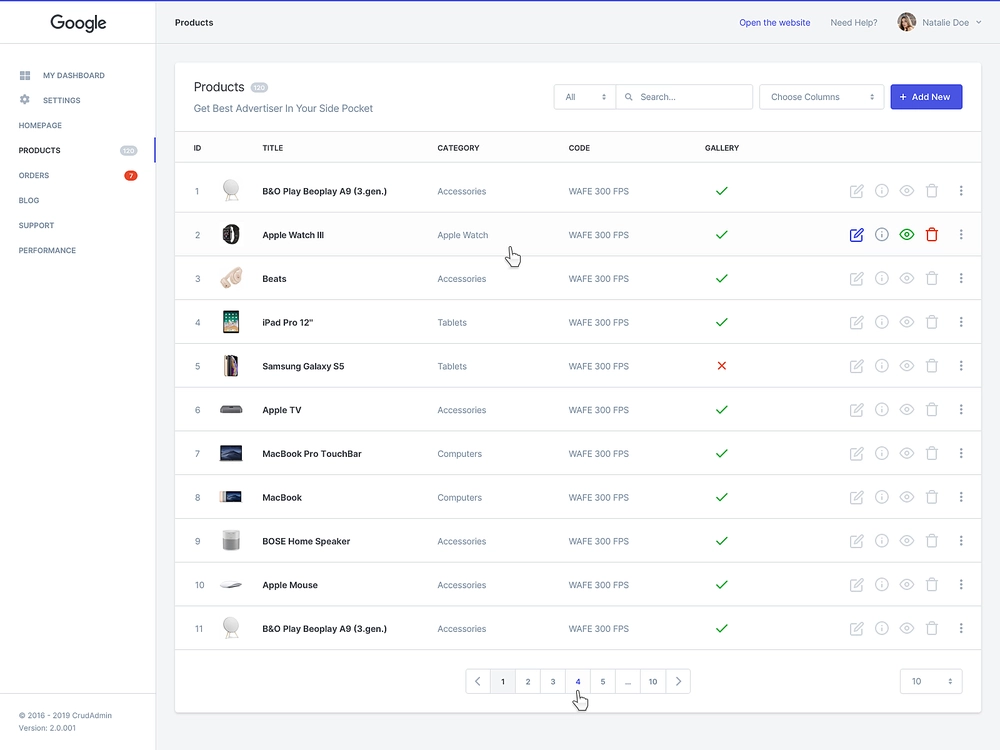 Google
Products
Open the website
Need Help?
Natalie Doe
MY DASHBOARD
SETTINGS
HOMEPAGE
PRODUCTS 120
ORDERS 7
BLOG
SUPPORT
PERFORMANCE
© 2016 - 2019 CrudAdmin
Version: 2.0.001
Products 120
Get Best Advertiser In Your Side Pocket
All
Search...
Choose Columns
+ Add New
ID TITLE CATEGORY CODE GALLERY
1 B&O Play Beoplay A9 (3.gen.) Accessories WAFE 300 FPS
2 Apple Watch III Apple Watch WAFE 300 FPS
3 Beats Accessories WAFE 300 FPS
4 iPad Pro 12" Tablets WAFE 300 FPS
5 Samsung Galaxy S5 Tablets WAFE 300 FPS
6 Apple TV Accessories WAFE 300 FPS
7 MacBook Pro TouchBar Computers WAFE 300 FPS
8 MacBook Computers WAFE 300 FPS
9 BOSE Home Speaker Accessories WAFE 300 FPS
10 Apple Mouse Accessories WAFE 300 FPS
11 B&O Play Beoplay A9 (3.gen.) Accessories WAFE 300 FPS
1 2 3 4 5 ... 10
10